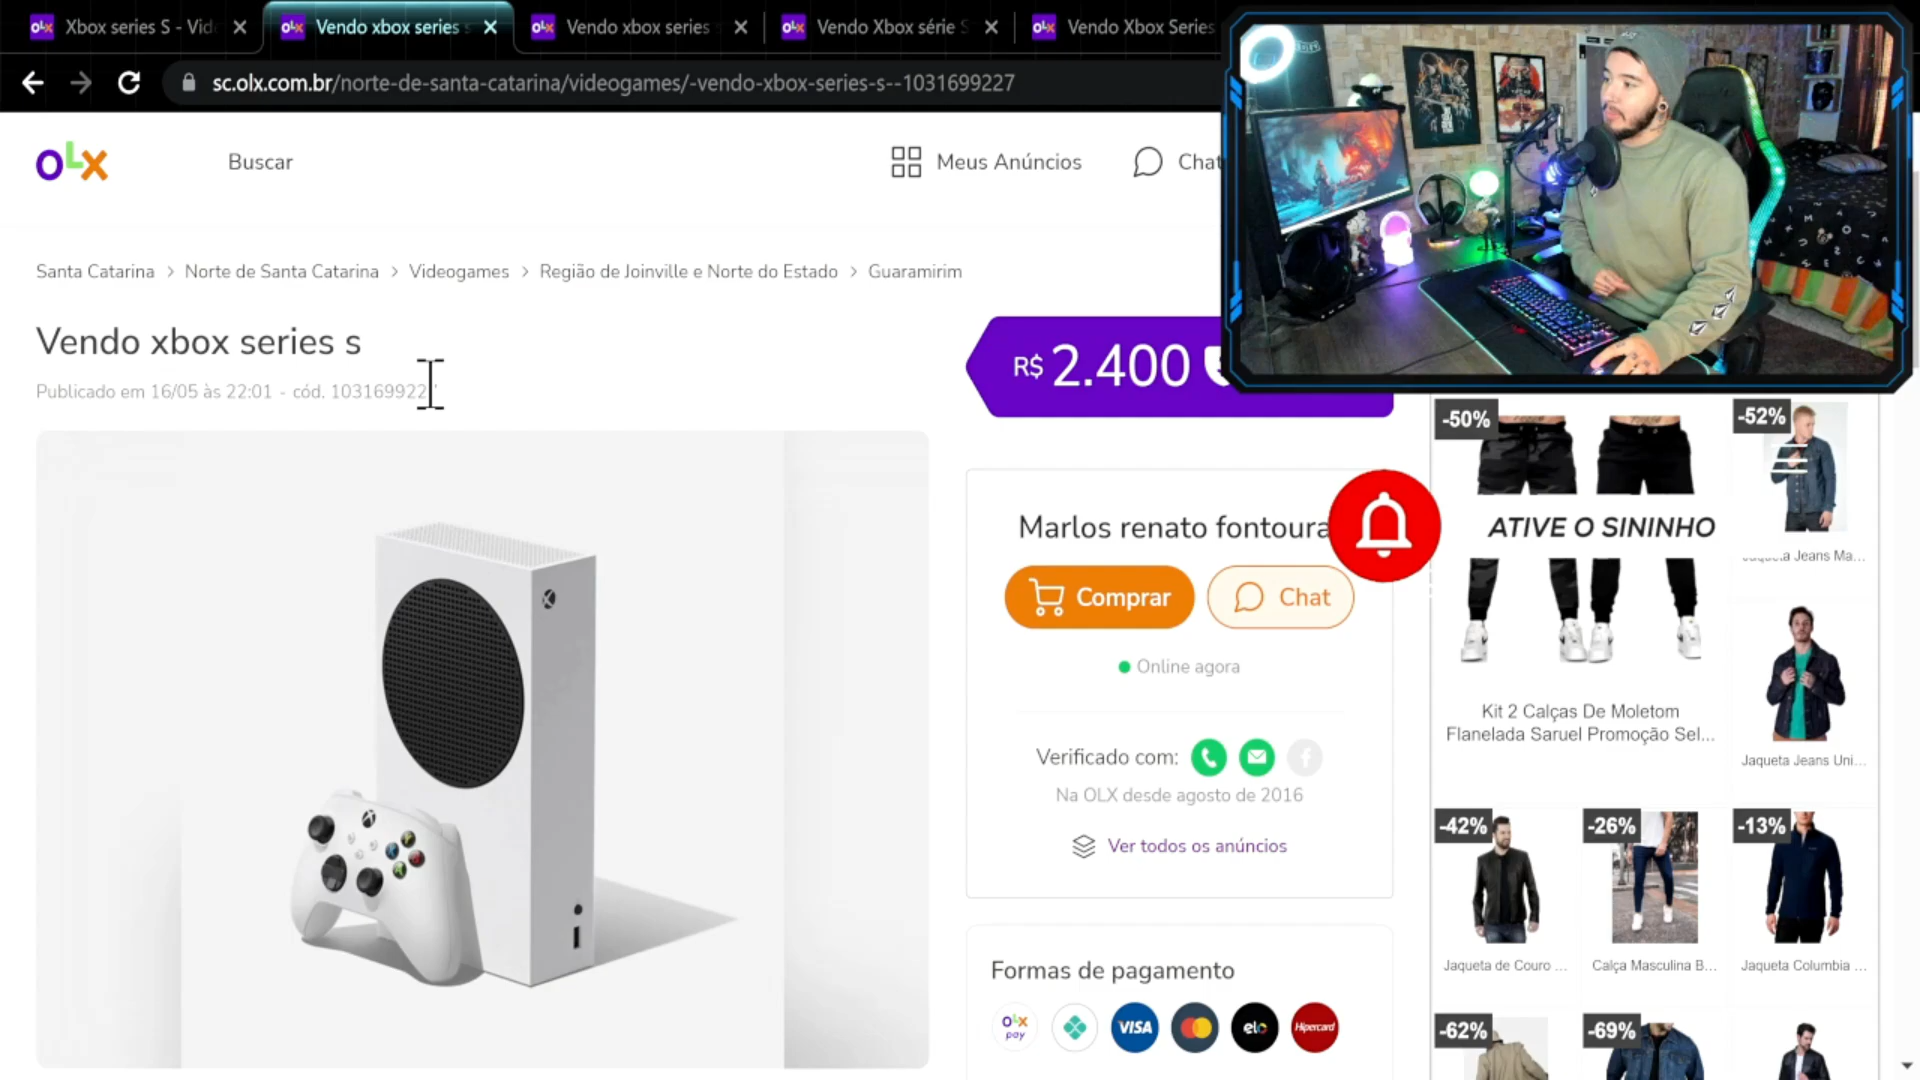 Xbox series S - Vid
Vendo xbox series s
Vendo xbox series s
Vendo Xbox série S
Vendo Xbox Series
sc.olx.com.br/norte-de-santa-catarina/videogames/-vendo-xbox-series-s--1031699227
olx
Buscar
Meus Anúncios
Chat
Santa Catarina > Norte de Santa Catarina > Videogames > Região de Joinville e Norte do Estado > Guaramirim
Vendo xbox series s
Publicado em 16/05 às 22:01 - cód. 103169922
R$ 2.400
Marlos renato fontoura
Comprar
Chat
Online agora
Verificado com:
Na OLX desde agosto de 2016
Ver todos os anúncios
Formas de pagamento
olx pay
VISA
elo
Hipercard
-50%
-52%
ATIVE O SININHO
Jeans Ma...
Kit 2 Calças De Moletom
Flanelada Saruel Promoção Sel...
Jaqueta Jeans Uni...
-42%
-26%
-13%
Jaqueta de Couro ...
Calça Masculina B...
Jaqueta Columbia ...
-62%
-69%